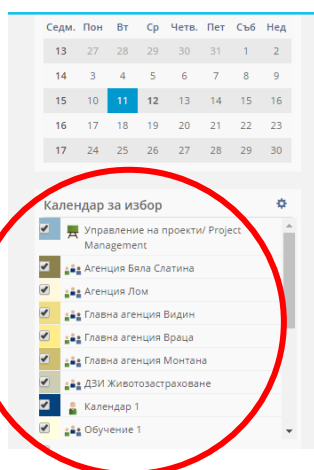 Седм. Пон Вт Ср Четв. Пет Съб Нед
13 27 28 29 30 31 1 2
14 3 4 5 6 7 8 9
15 10 11 12 13 14 15 16
16 17 18 19 20 21 22 23
17 24 25 26 27 28 29 30
Календар за избор
Управление на проекти/ Project
Management
Агенция Бяла Слатина
Агенция Лом
Главна агенция Видин
Главна агенция Враца
Главна агенция Монтана
ДЗИ Животозастраховане
Календар 1
Обучение 1